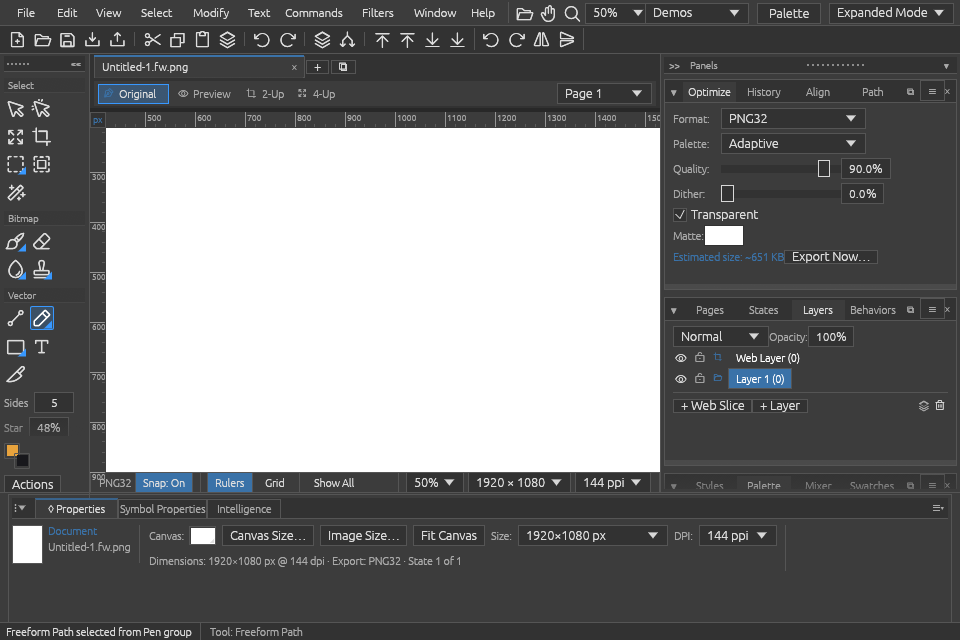 File Edit View Select Modify Text Commands Filters Window Help 50% Demos Palette Expanded Mode
Untitled-1.fw.png × +
>> Panels
Select
Original Preview 2-Up 4-Up Page 1
Optimize History Align Path
px 500 600 700 800 900 1000 1100 1200 1300 1400 150
300
400
500
600
700
800
900
Format: PNG32
Palette: Adaptive
Quality: 90.0%
Dither: 0.0%
Transparent
Matte:
Estimated size: ~651 KB Export Now...
Bitmap
Vector
T
Sides 5
Star 48%
Actions
Pages States Layers Behaviors
Normal Opacity: 100%
Web Layer (0)
Layer 1 (0)
+ Web Slice + Layer
Styles Palette Mixer Swatches
PNG32 Snap: On Rulers Grid Show All 50% 1920 × 1080 144 ppi
◊ Properties Symbol Properties Intelligence
Document
Untitled-1.fw.png
Canvas: Canvas Size... Image Size... Fit Canvas Size: 1920×1080 px DPI: 144 ppi
Dimensions: 1920×1080 px @ 144 dpi · Export: PNG32 · State 1 of 1
Freeform Path selected from Pen group Tool: Freeform Path